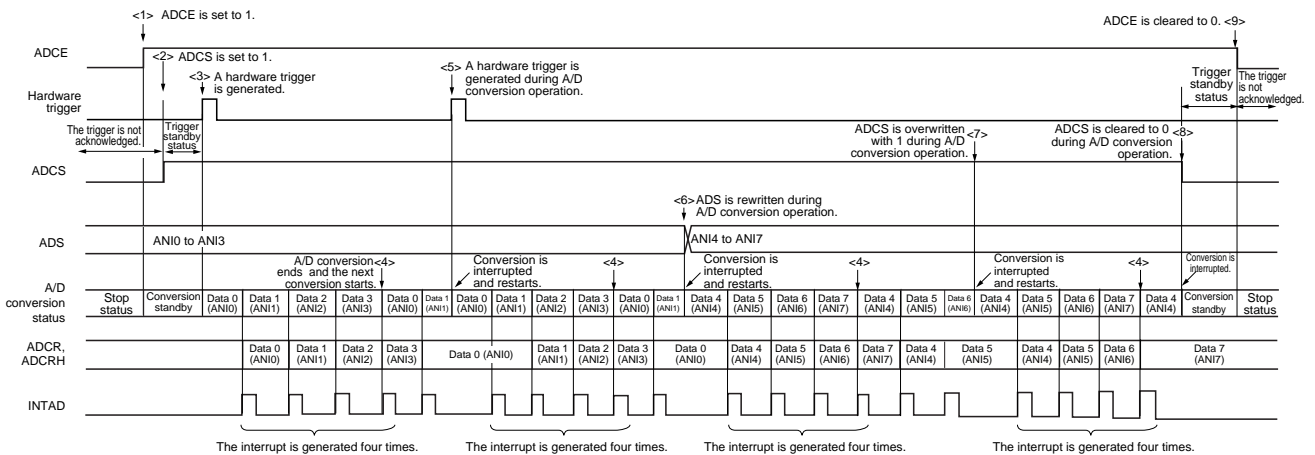 <1> ADCE is set to 1.
ADCE is cleared to 0. <9>
ADCE
<2> ADCS is set to 1.
<3> A hardware trigger
is generated.
<5> A hardware trigger is
generated during A/D
conversion operation.
Trigger
standby
status
The trigger
is not
acknowledged.
Hardware
trigger
The trigger is not
acknowledged.
Trigger
standby
status
ADCS is overwritten
with 1 during A/D
conversion operation.
<7>
ADCS is cleared to 0
during A/D conversion
operation.
<8>
ADCS
<6> ADS is rewritten during
A/D conversion operation.
ADS
ANI0 to ANI3
ANI4 to ANI7
A/D conversion
ends and the next
conversion starts.
<4>
Conversion is
interrupted
and restarts.
<4>
Conversion is
interrupted
and restarts.
<4>
Conversion is
interrupted
and restarts.
<4>
Conversion is
interrupted.
A/D
conversion
status
Stop
status
Conversion
standby
Data 0
(ANI0)
Data 1
(ANI1)
Data 2
(ANI2)
Data 3
(ANI3)
Data 0
(ANI0)
Data 1
(ANI1)
Data 0
(ANI0)
Data 1
(ANI1)
Data 2
(ANI2)
Data 3
(ANI3)
Data 0
(ANI0)
Data 1
(ANI1)
Data 4
(ANI4)
Data 5
(ANI5)
Data 6
(ANI6)
Data 7
(ANI7)
Data 4
(ANI4)
Data 5
(ANI5)
Data 6
(ANI6)
Data 4
(ANI4)
Data 5
(ANI5)
Data 6
(ANI6)
Data 7
(ANI7)
Data 4
(ANI4)
Conversion
standby
Stop
status
ADCR,
ADCRH
Data 0
(ANI0)
Data 1
(ANI1)
Data 2
(ANI2)
Data 3
(ANI3)
Data 0 (ANI0)
Data 1
(ANI1)
Data 2
(ANI2)
Data 3
(ANI3)
Data 0
(ANI0)
Data 4
(ANI4)
Data 5
(ANI5)
Data 6
(ANI6)
Data 7
(ANI7)
Data 4
(ANI4)
Data 5
(ANI5)
Data 4
(ANI4)
Data 5
(ANI5)
Data 6
(ANI6)
Data 7
(ANI7)
INTAD
The interrupt is generated four times.
The interrupt is generated four times.
The interrupt is generated four times.
The interrupt is generated four times.